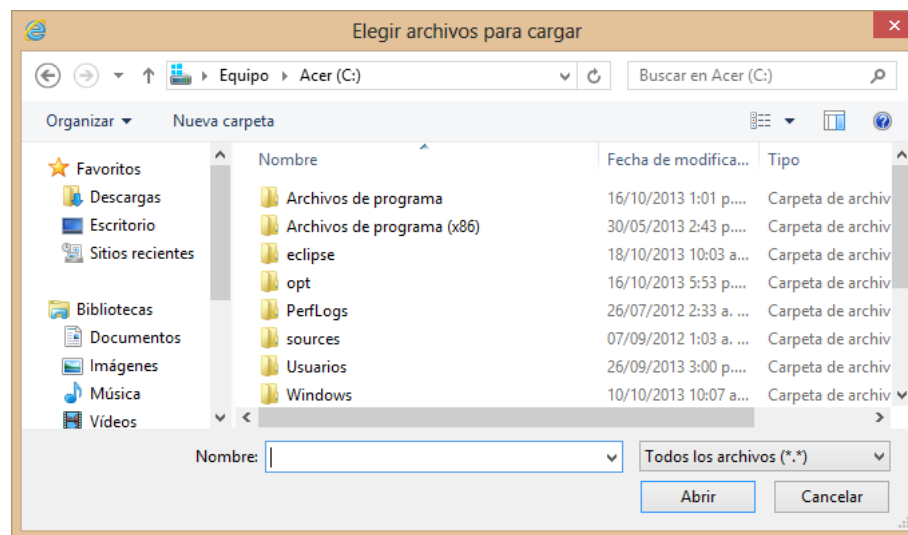 Elegir archivos para cargar
Equipo Acer (C:) Buscar en Acer (C:)
Organizar Nueva carpeta
Favoritos
Descargas
Escritorio
Sitios recientes
Bibliotecas
Documentos
Imágenes
Música
Vídeos
Nombre Fecha de modifica... Tipo
Archivos de programa 16/10/2013 1:01 p.... Carpeta de archiv
Archivos de programa (x86) 30/05/2013 2:43 p.... Carpeta de archiv
eclipse 18/10/2013 10:03 a... Carpeta de archiv
opt 16/10/2013 5:53 p.... Carpeta de archiv
PerfLogs 26/07/2012 2:33 a. ... Carpeta de archiv
sources 07/09/2012 1:03 a. ... Carpeta de archiv
Usuarios 26/09/2013 3:00 p.... Carpeta de archiv
Windows 10/10/2013 10:07 a... Carpeta de archiv
Nombre: Todos los archivos (*.*)
Abrir Cancelar